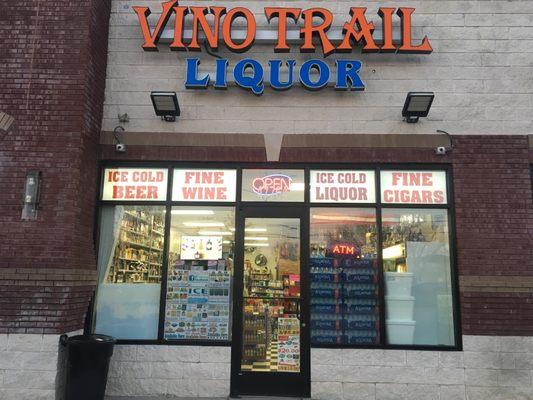 VINO TRAIL
LIQUOR
ICE COLD
BEER
FINE
WINE
OPEN
ICE COLD
LIQUOR
FINE
CIGARS
ATM